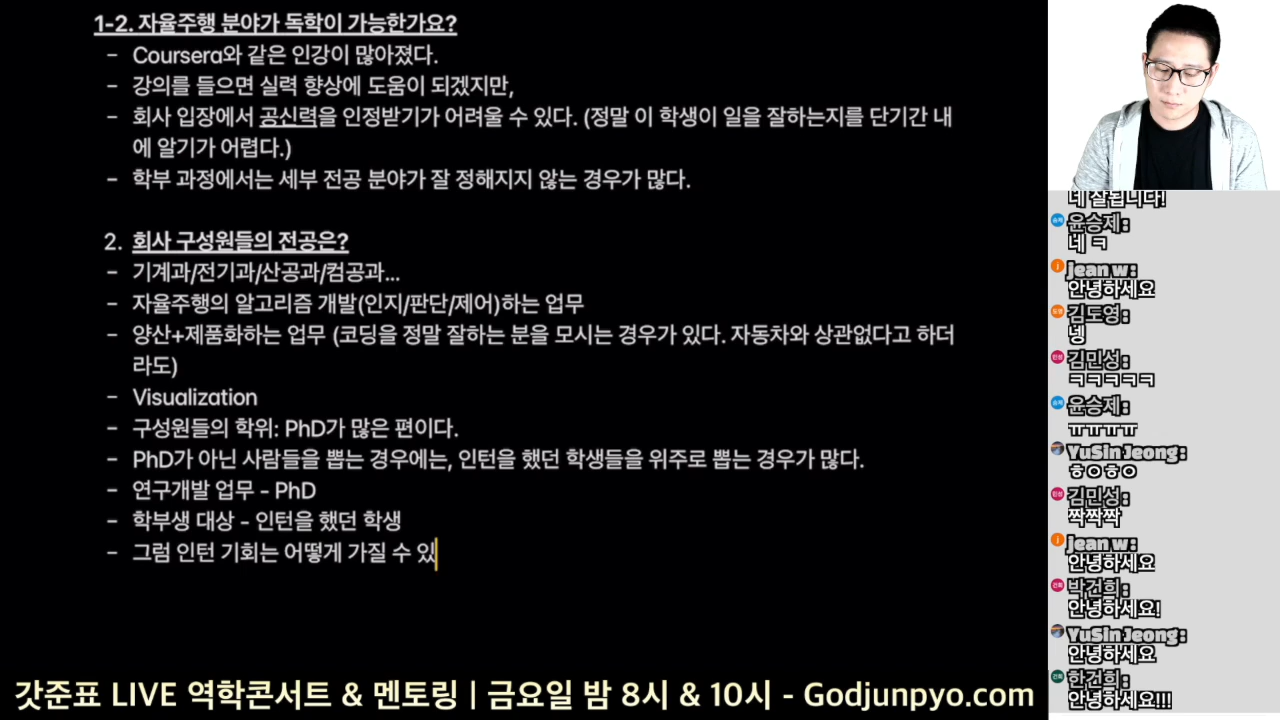 1-2. 자율주행 분야가 독학이 가능한가요?
- Coursera와 같은 인강이 많아졌다.
- 강의를 들으면 실력 향상에 도움이 되겠지만,
- 회사 입장에서 공신력을 인정받기가 어려울 수 있다. (정말 이 학생이 일을 잘하는지를 단기간 내
에 알기가 어렵다.)
- 학부 과정에서는 세부 전공 분야가 잘 정해지지 않는 경우가 많다.
2. 회사 구성원들의 전공은?
- 기계과/전기과/산공과/컴공과...
- 자율주행의 알고리즘 개발(인지/판단/제어)하는 업무
- 양산+제품화하는 업무 (코딩을 정말 잘하는 분을 모시는 경우가 있다. 자동차와 상관없다고 하더
라도)
- Visualization
- 구성원들의 학위: PhD가 많은 편이다.
- PhD가 아닌 사람들을 뽑는 경우에는, 인턴을 했던 학생들을 위주로 뽑는 경우가 많다.
- 연구개발 업무 - PhD
- 학부생 대상 - 인턴을 했던 학생
- 그럼 인턴 기회는 어떻게 가질 수 있
갓준표 LIVE 역학콘서트 & 멘토링 | 금요일 밤 8시 & 10시 - Godjunpyo.com
네 잘됩니다!
윤승제:
네 ㅋ
jean w:
안녕하세요
김도영:
넹
김민성:
ㅋㅋㅋㅋㅋ
윤승제:
ㅠㅠㅠㅠ
YuSin Jeong:
ㅎㅇㅎㅇ
김민성:
짝짝짝
jean w:
안녕하세요
박건희:
안녕하세요!
YuSin Jeong:
안녕하세요
한건희:
안녕하세요!!!